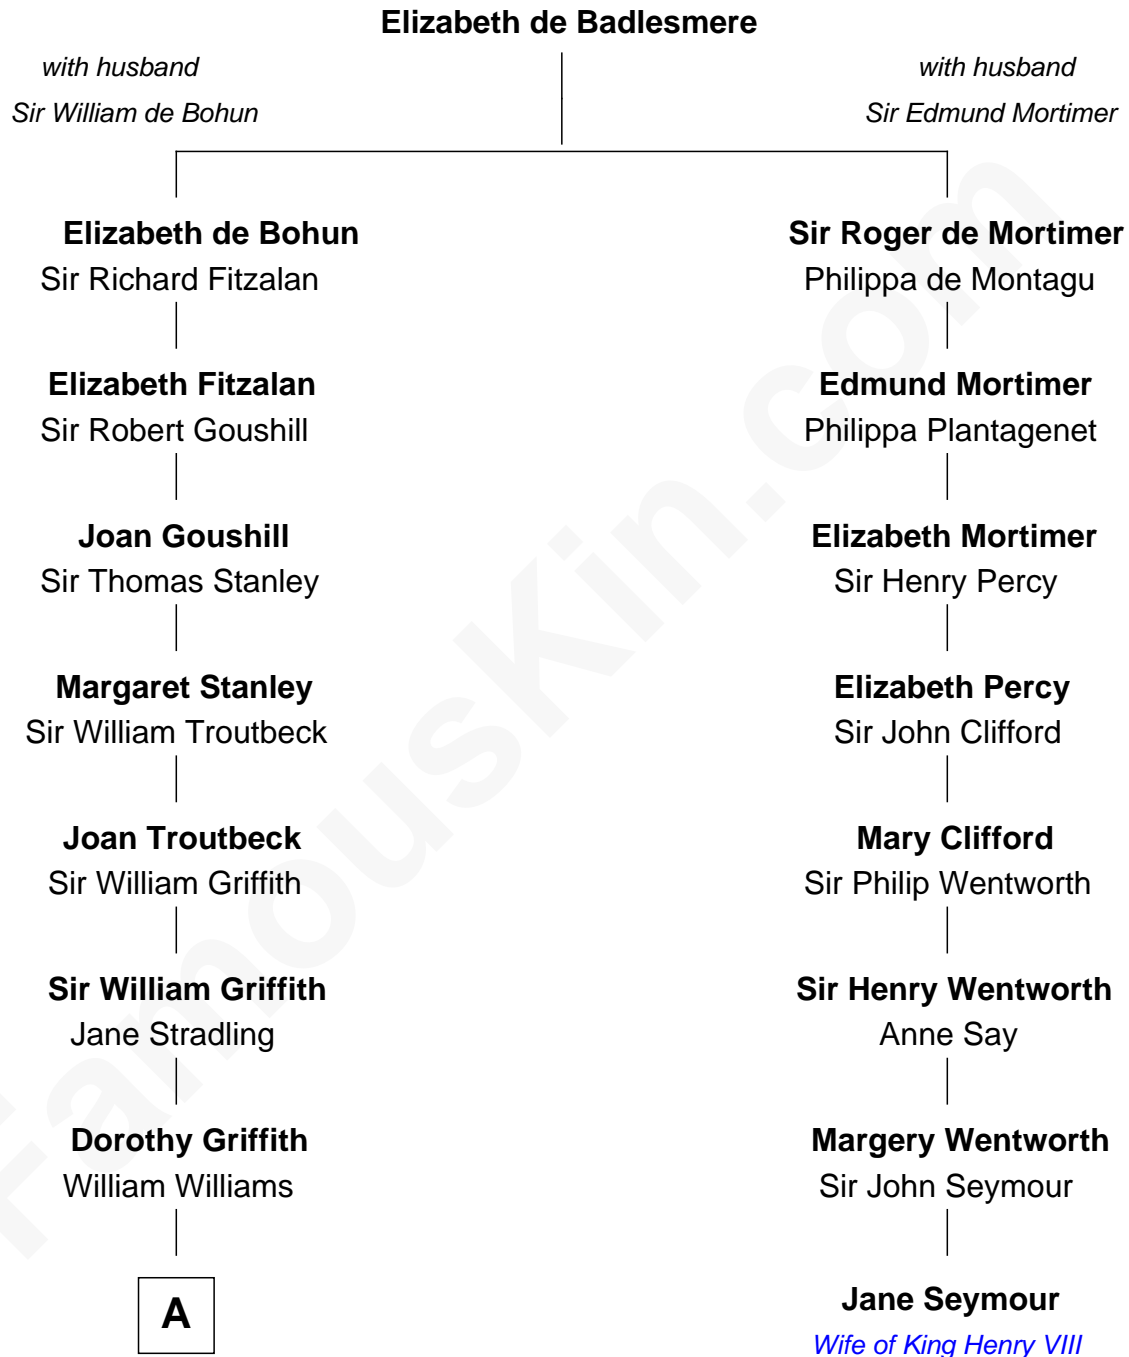 Elizabeth de Badlesmere
with husband
Sir William de Bohun
with husband
Sir Edmund Mortimer
Elizabeth de Bohun
Sir Richard Fitzalan
Sir Roger de Mortimer
Philippa de Montagu
Elizabeth Fitzalan
Sir Robert Goushill
Edmund Mortimer
Philippa Plantagenet
Joan Goushill
Sir Thomas Stanley
Elizabeth Mortimer
Sir Henry Percy
Margaret Stanley
Sir William Troutbeck
Elizabeth Percy
Sir John Clifford
Joan Troutbeck
Sir William Griffith
Mary Clifford
Sir Philip Wentworth
Sir William Griffith
Jane Stradling
Sir Henry Wentworth
Anne Say
Dorothy Griffith
William Williams
Margery Wentworth
Sir John Seymour
A
Jane Seymour
Wife of King Henry VIII
FamousKin.com